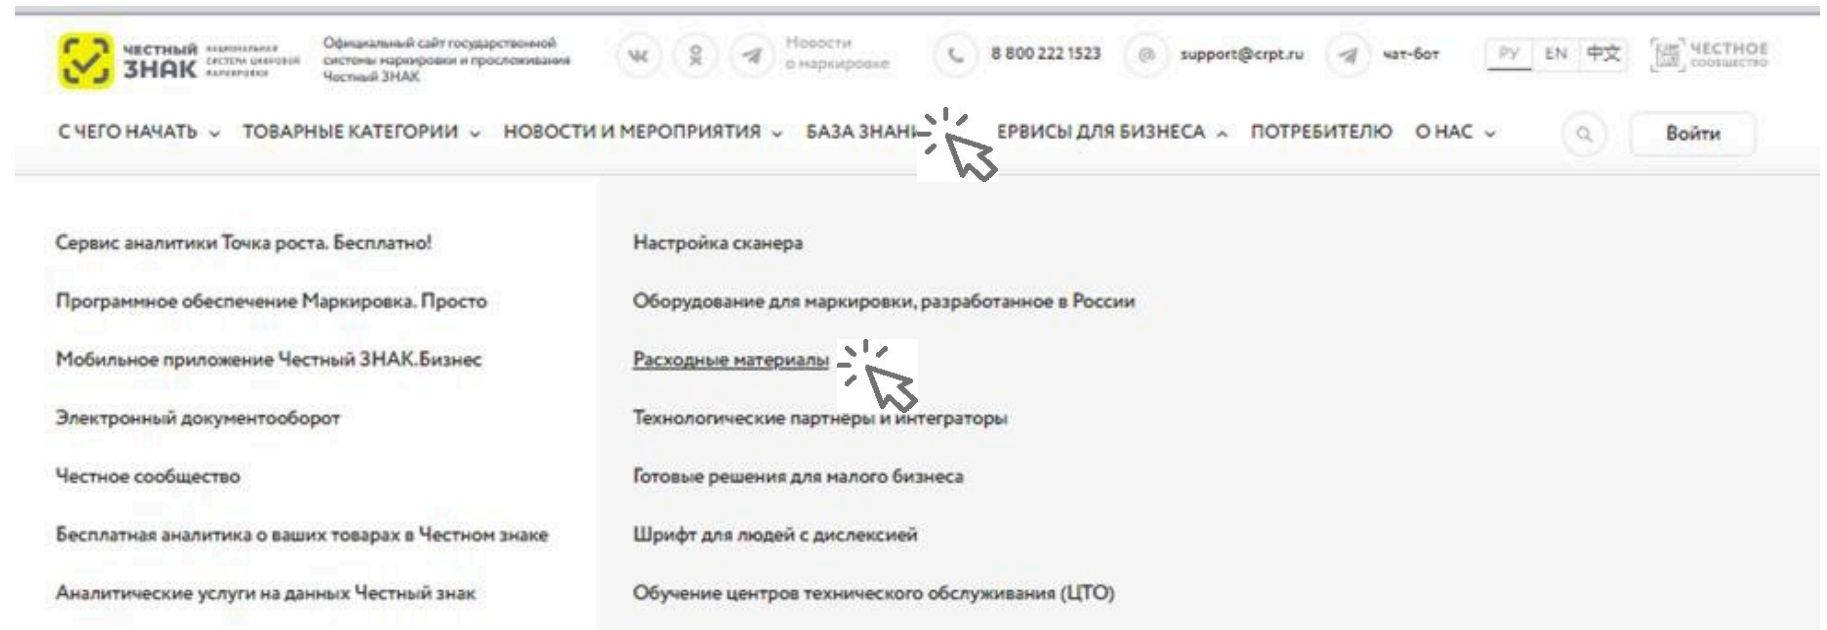 ЧЕСТНЫЙ
ЗНАК
НАЦИОНАЛЬНАЯ
СИСТЕМА ЦИФРОВОЙ
МАРКИРОВКИ
Официальный сайт государственной
системы маркировки и прослеживания
Честный ЗНАК
Новости
о маркировке
8 800 222 1523
@
support@crpt.ru
чат-бот
РУ EN 中文
ЧЕСТНОЕ
СООБЩЕСТВО
С ЧЕГО НАЧАТЬ ТОВАРНЫЕ КАТЕГОРИИ НОВОСТИ И МЕРОПРИЯТИЯ БАЗА ЗНАНИ ЕРВИСЫ ДЛЯ БИЗНЕСА ПОТРЕБИТЕЛЮ О НАС Войти
Сервис аналитики Точка роста. Бесплатно!
Программное обеспечение Маркировка. Просто
Мобильное приложение Честный ЗНАК.Бизнес
Электронный документооборот
Честное сообщество
Бесплатная аналитика о ваших товарах в Честном знаке
Аналитические услуги на данных Честный знак
Настройка сканера
Оборудование для маркировки, разработанное в России
Расходные материалы
Технологические партнеры и интеграторы
Готовые решения для малого бизнеса
Шрифт для людей с дислексией
Обучение центров технического обслуживания (ЦТО)